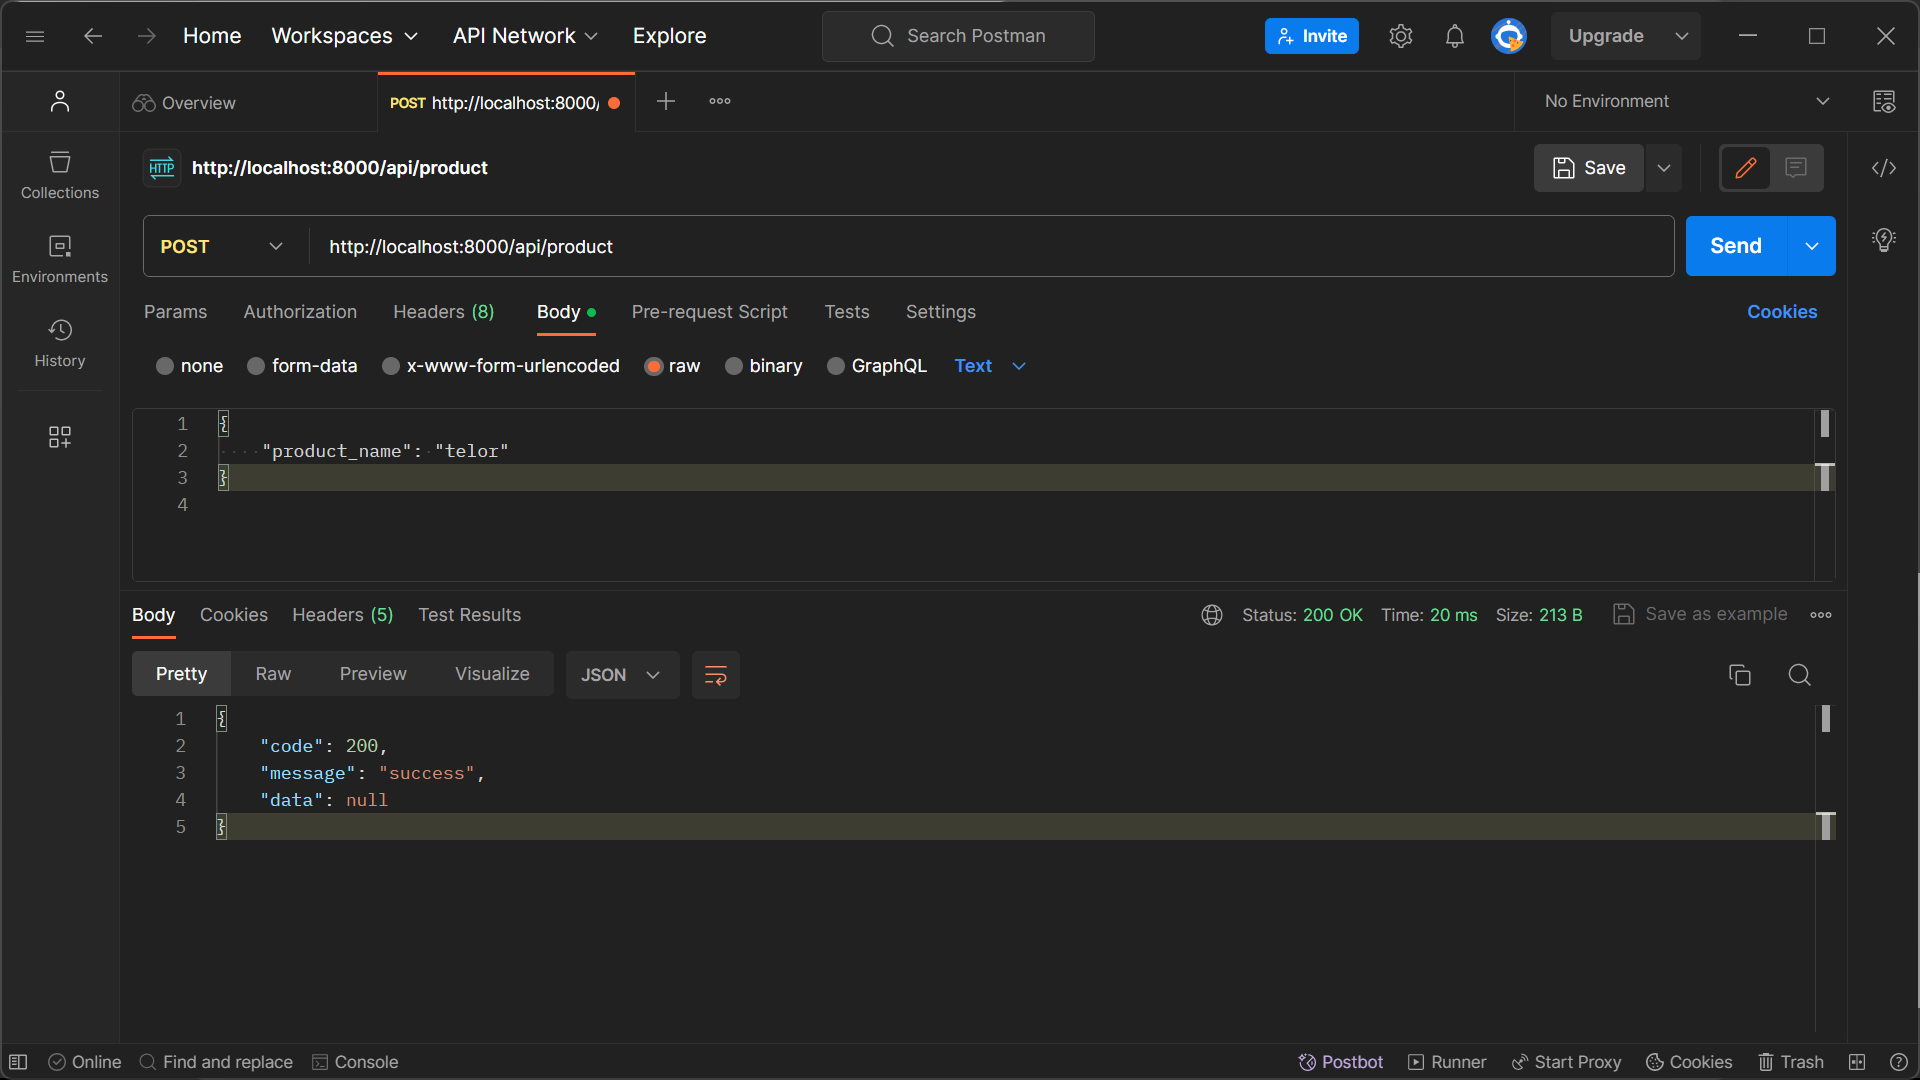 Home Workspaces API Network Explore Search Postman Invite Upgrade
Overview POST http://localhost:8000/ No Environment
Collections
Environments
History
HTTP http://localhost:8000/api/product Save
POST http://localhost:8000/api/product Send
Params Authorization Headers (8) Body Pre-request Script Tests Settings Cookies
none form-data x-www-form-urlencoded raw binary GraphQL Text
1 {
2 "product_name": "telor"
3 }
4
Body Cookies Headers (5) Test Results Status: 200 OK Time: 20 ms Size: 213 B Save as example
Pretty Raw Preview Visualize JSON
1 {
2 "code": 200,
3 "message": "success",
4 "data": null
5 }
Online Find and replace Console Postbot Runner Start Proxy Cookies Trash